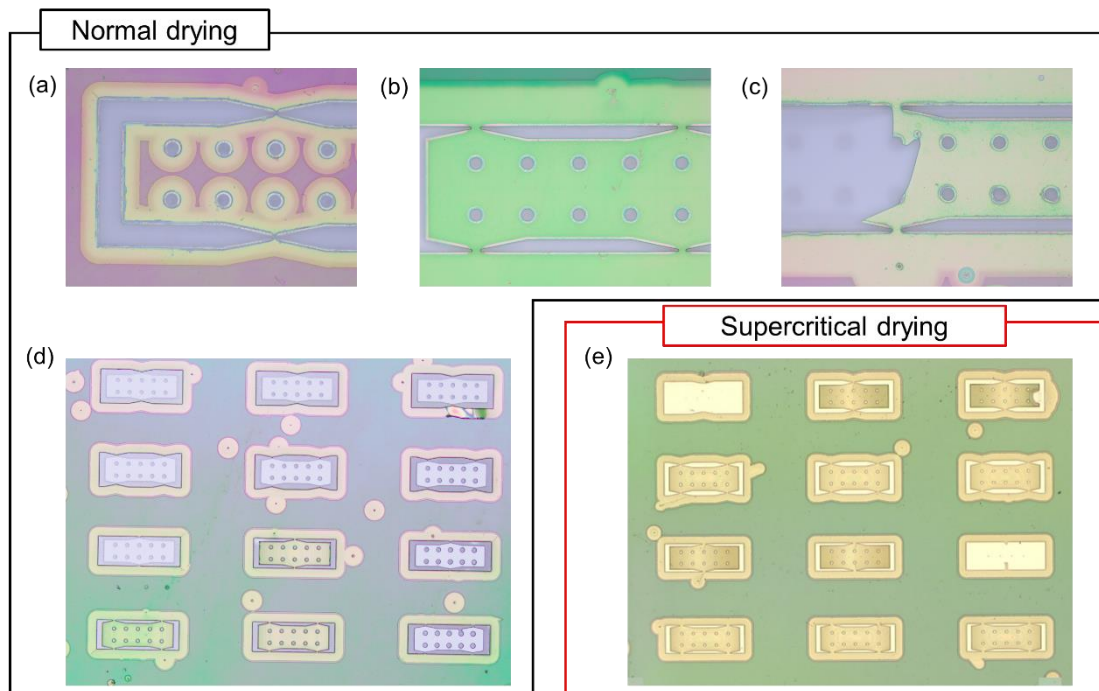 Normal drying
(a)
(b)
(c)
Supercritical drying
(d)
(e)